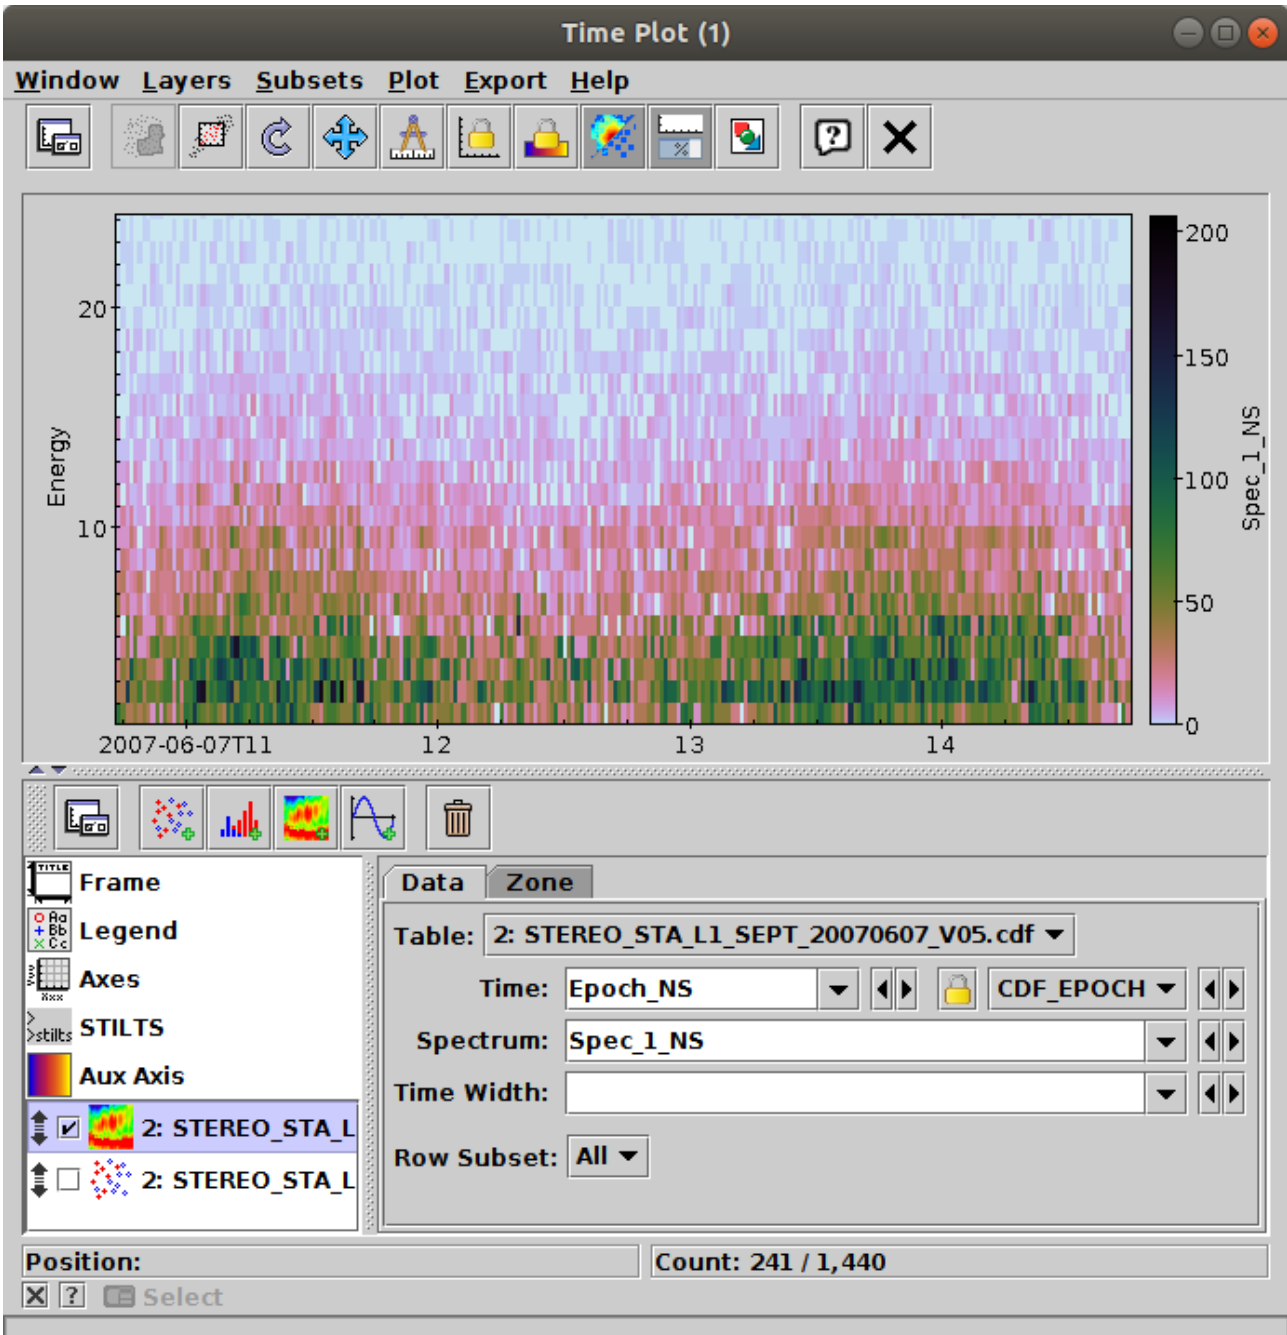 Time Plot (1)
Window Layers Subsets Plot Export Help
200
150
100
50
0
Spec_1_NS
Energy
20
10
2007-06-07T11 12 13 14
Frame
Legend
Axes
STILTS
Aux Axis
2: STEREO_STA_L
2: STEREO_STA_L
Data Zone
Table: 2: STEREO_STA_L1_SEPT_20070607_V05.cdf
Time: Epoch_NS CDF_EPOCH
Spectrum: Spec_1_NS
Time Width:
Row Subset: All
Position: Count: 241 / 1,440
Select